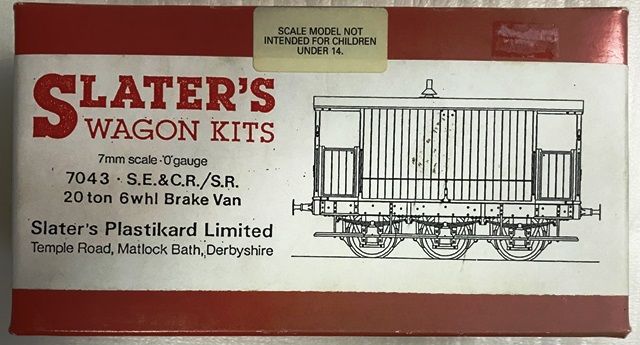 SCALE MODEL NOT
INTENDED FOR CHILDREN
UNDER 14.
SLATER'S
WAGON KITS
7mm scale·'0' gauge
7043 · S.E.&C.R./S.R.
20 ton 6whl Brake Van
Slater's Plastikard Limited
Temple Road, Matlock Bath, Derbyshire